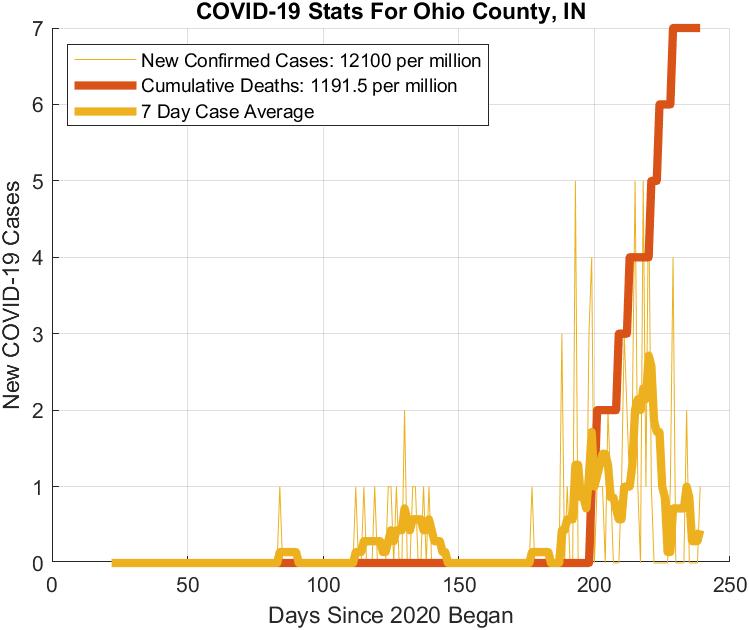 COVID-19 Stats For Ohio County, IN
New Confirmed Cases: 12100 per million
Cumulative Deaths: 1191.5 per million
7 Day Case Average
New COVID-19 Cases
7
6
5
4
3
2
1
0
0 50 100 150 200 250
Days Since 2020 Began